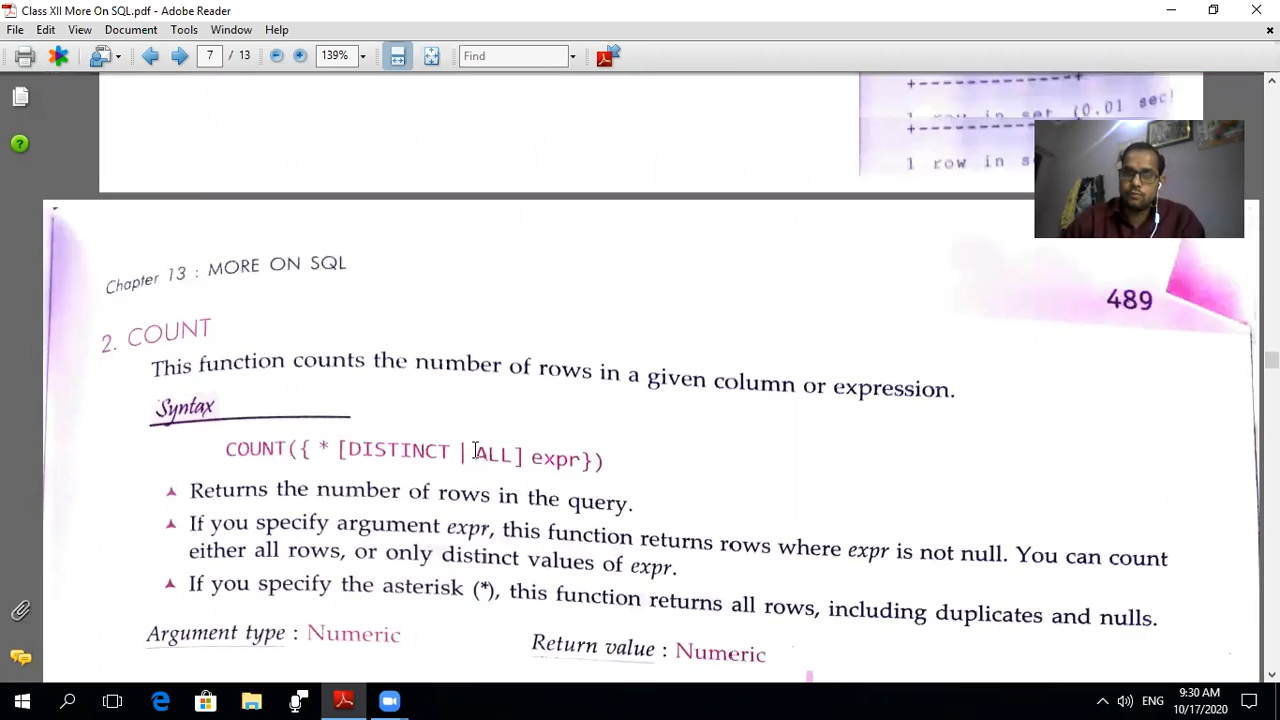 Class XII More On SQL.pdf - Adobe Reader
File Edit View Document Tools Window Help
7 / 13 139% Find
1 row in set (0.01 sec)
1 row in s
Chapter 13 : MORE ON SQL
489
2. COUNT
This function counts the number of rows in a given column or expression.
Syntax
COUNT({ * [DISTINCT | ALL] expr})
Returns the number of rows in the query.
If you specify argument expr, this function returns rows where expr is not null. You can count
either all rows, or only distinct values of expr.
If you specify the asterisk (*), this function returns all rows, including duplicates and nulls.
Argument type : Numeric Return value : Numeric
ENG
9:30 AM
10/17/2020